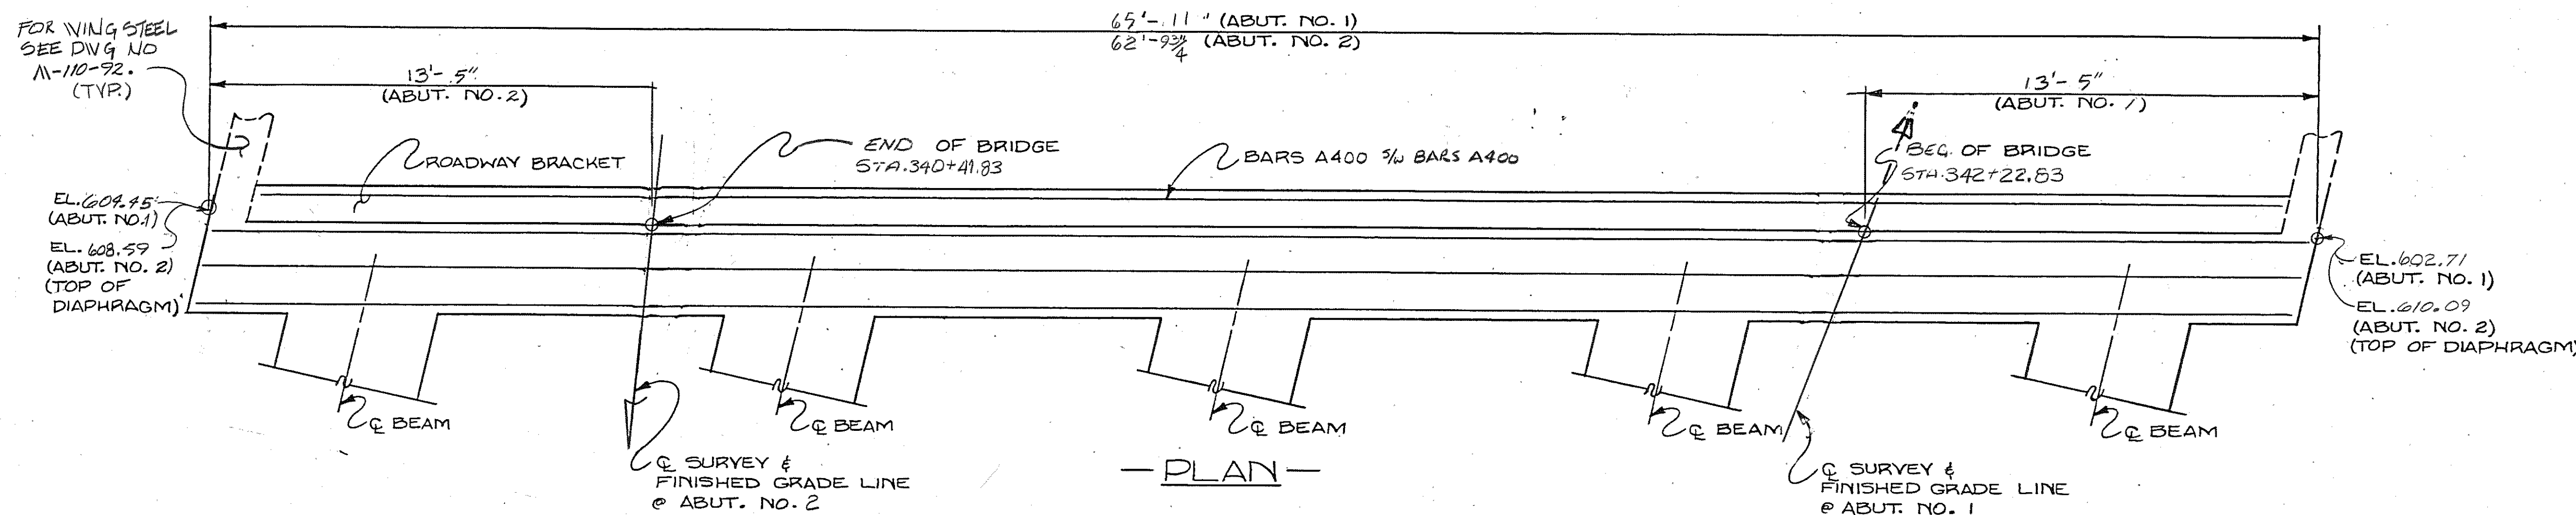 65'-11" (ABUT. NO. 1)
62'-9 3/4 (ABUT. NO. 2)
FOR WING STEEL
SEE DWG NO
M-110-92.
(TYP.)
13'-5"
(ABUT. NO. 2)
13'-5"
(ABUT. NO. 1)
ROADWAY BRACKET
END OF BRIDGE
STA. 340+41.83
BARS A400 S/W BARS A400
BEG. OF BRIDGE
STA. 342+22.83
EL. 604.45
(ABUT. NO.1)
EL. 608.59
(ABUT. NO. 2)
(TOP OF
DIAPHRAGM)
EL. 602.71
(ABUT. NO. 1)
EL. 610.09
(ABUT. NO. 2)
(TOP OF DIAPHRAGM)
℄ BEAM
℄ BEAM
℄ BEAM
℄ BEAM
℄ BEAM
℄ SURVEY &
FINISHED GRADE LINE
@ ABUT. NO. 2
— PLAN —
℄ SURVEY &
FINISHED GRADE LINE
@ ABUT. NO. 1